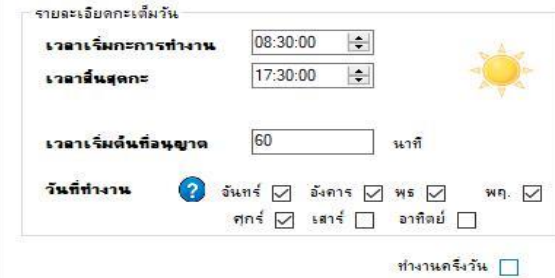 รายละเอียดกะเต็มวัน
เวลาเริ่มกะการทำงาน 08:30:00
เวลาสิ้นสุดกะ 17:30:00
เวลาเริ่มต้นที่อนุญาต 60 นาที
วันที่ทำงาน ? จันทร์ อังคาร พุธ พฤ.
ศุกร์ เสาร์ อาทิตย์
ทำงานครึ่งวัน